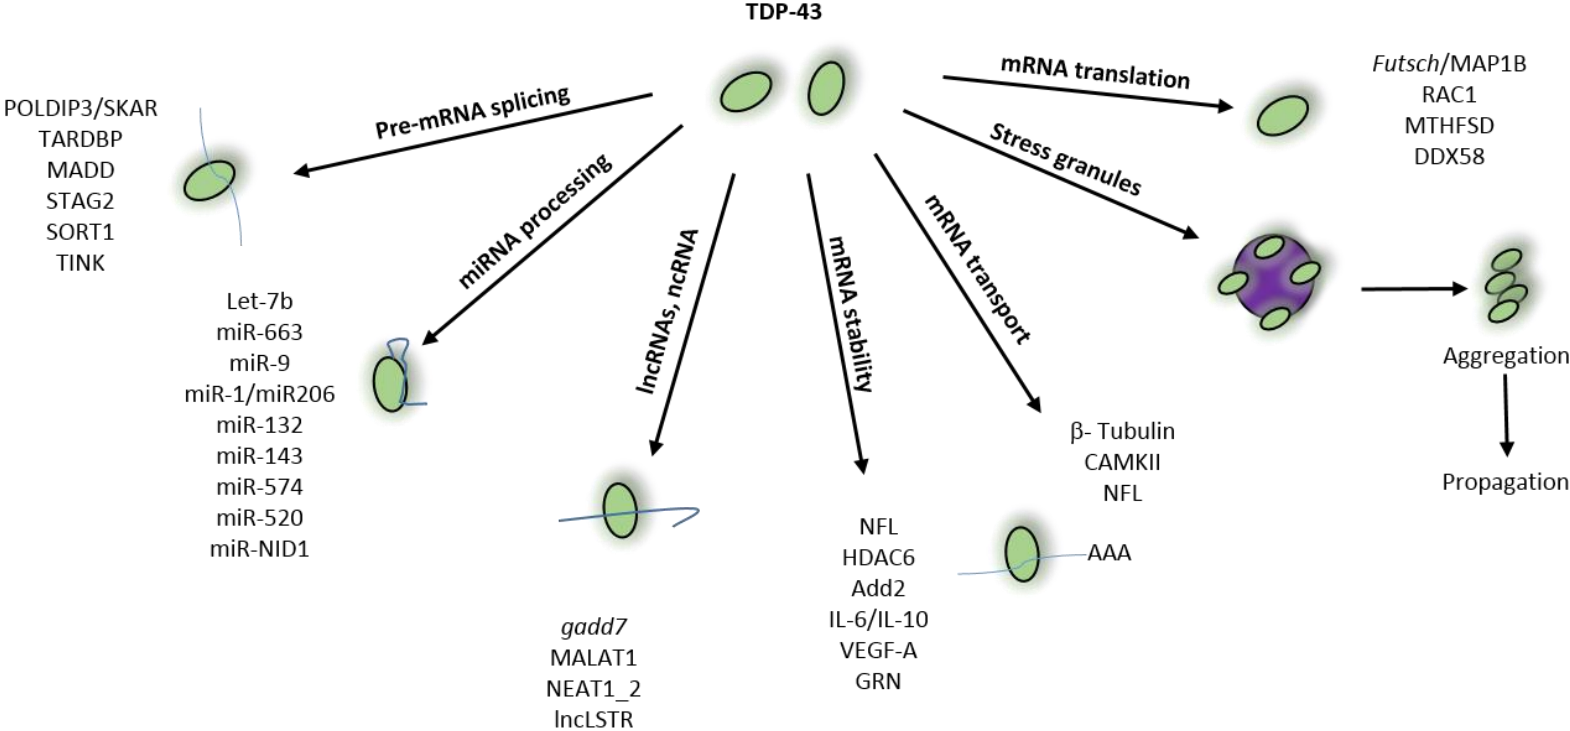 TDP-43
Pre-mRNA splicing
POLDIP3/SKAR
TARDBP
MADD
STAG2
SORT1
TINK
miRNA processing
Let-7b
miR-663
miR-9
miR-1/miR206
miR-132
miR-143
miR-574
miR-520
miR-NID1
lncRNAs, ncRNA
gadd7
MALAT1
NEAT1_2
lncLSTR
mRNA stability
NFL
HDAC6
Add2
IL-6/IL-10
VEGF-A
GRN
mRNA transport
β- Tubulin
CAMKII
NFL
AAA
Stress granules
Aggregation
Propagation
mRNA translation
Futsch/MAP1B
RAC1
MTHFSD
DDX58